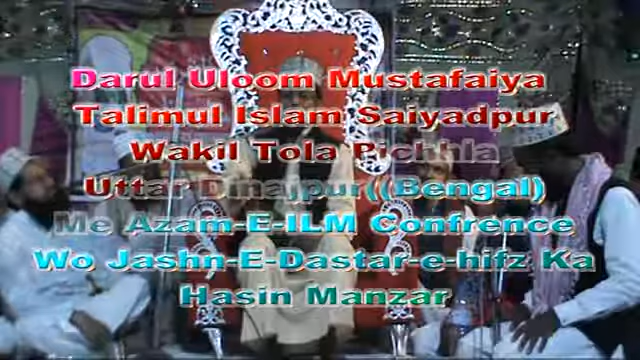 Darul Uloom Mustafaiya
Talimul Islam Saiyadpur
Wakil Tola Pichhla
Uttar Dinajpur((Bengal)
Me Azam-E-ILM Confrence
Wo Jashn-E-Dastar-e-hifz Ka
Hasin Manzar